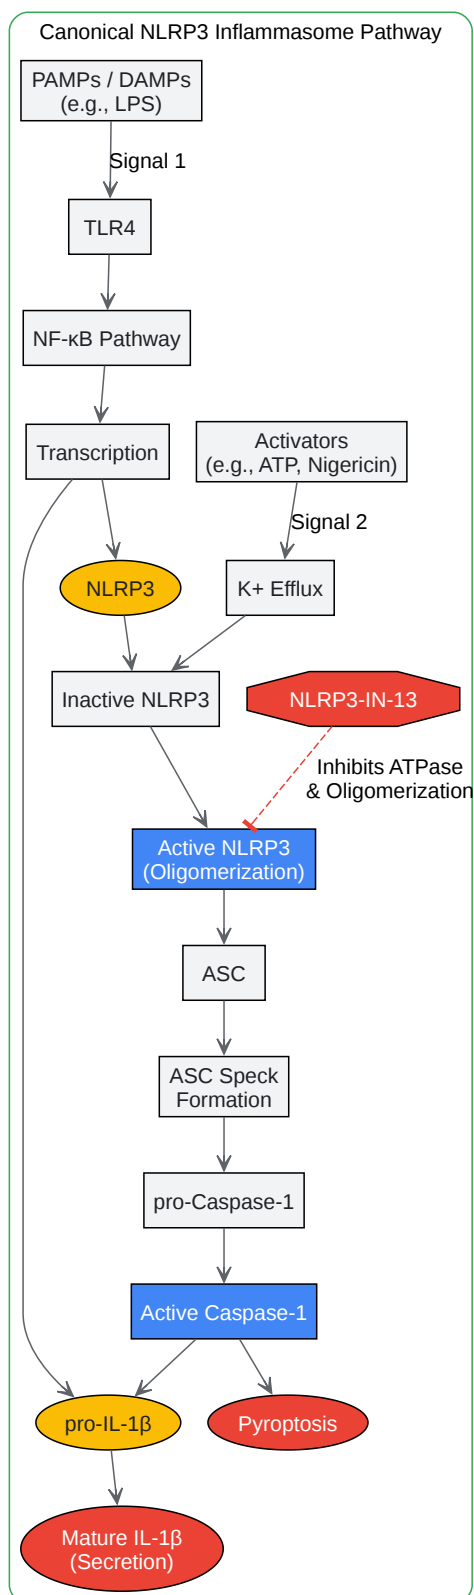 Canonical NLRP3 Inflammasome Pathway
PAMPs / DAMPs
(e.g., LPS)
Signal 1
TLR4
NF-κB Pathway
Transcription
Activators
(e.g., ATP, Nigericin)
Signal 2
NLRP3
K+ Efflux
Inactive NLRP3
NLRP3-IN-13
Inhibits ATPase
& Oligomerization
Active NLRP3
(Oligomerization)
ASC
ASC Speck
Formation
pro-Caspase-1
Active Caspase-1
pro-IL-1β
Pyroptosis
Mature IL-1β
(Secretion)